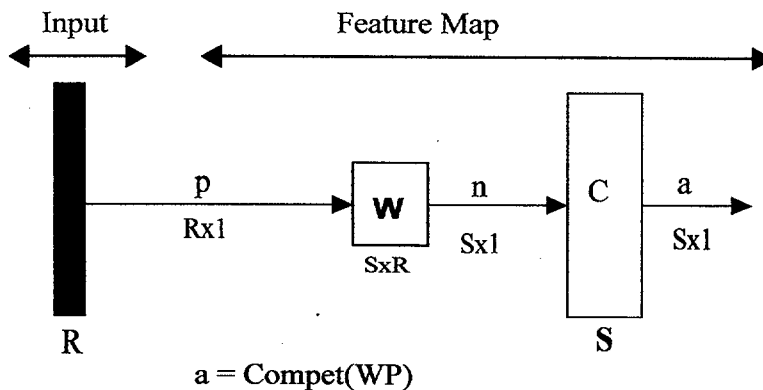 Input Feature Map
p W n C a
Rx1 SxR Sx1 Sx1
R S
a = Compet(WP)